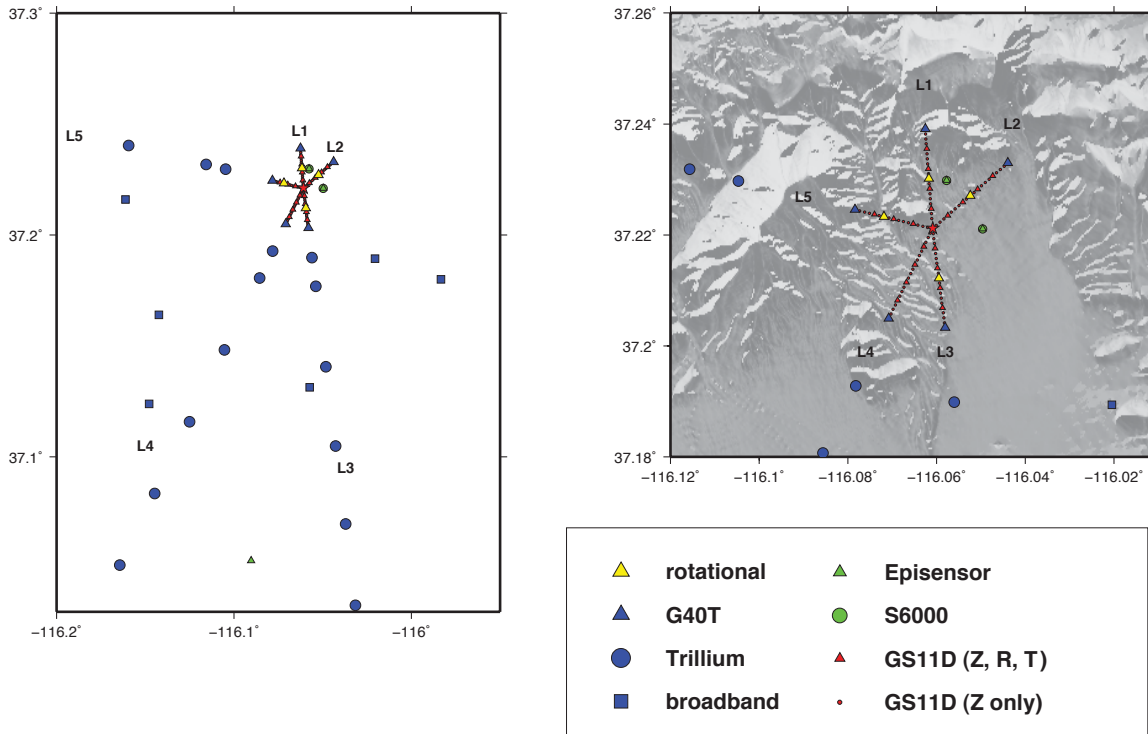 37.3°
37.2°
37.1°
−116.2°
−116.1°
−116°
L5
L1
L2
L4
L3
37.26°
37.24°
37.22°
37.2°
37.18°
−116.12°
−116.1°
−116.08°
−116.06°
−116.04°
−116.02°
L1
L2
L5
L4
L3
rotational
G40T
Trillium
broadband
Episensor
S6000
GS11D (Z, R, T)
GS11D (Z only)